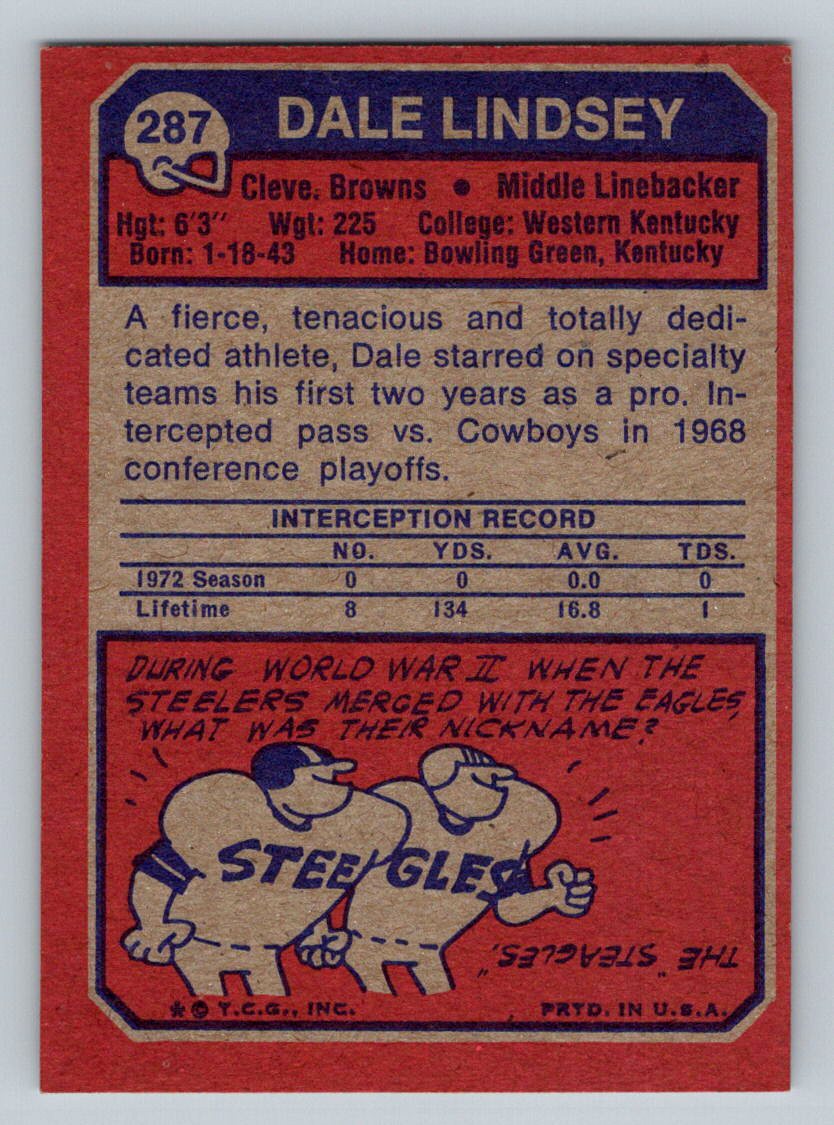 287
DALE LINDSEY
Cleve. Browns • Middle Linebacker
Hgt: 6'3" Wgt: 225 College: Western Kentucky
Born: 1-18-43 Home: Bowling Green, Kentucky
A fierce, tenacious and totally dedi-
cated athlete, Dale starred on specialty
teams his first two years as a pro. In-
tercepted pass vs. Cowboys in 1968
conference playoffs.
INTERCEPTION RECORD
NO. YDS. AVG. TDS.
1972 Season 0 0 0.0 0
Lifetime 8 134 16.8 1
DURING WORLD WAR II WHEN THE
STEELERS MERGED WITH THE EAGLES,
WHAT WAS THEIR NICKNAME?
STEE GLES
THE "STEAGLES."
* © T.C.G., INC. PRTD. IN U.S.A.